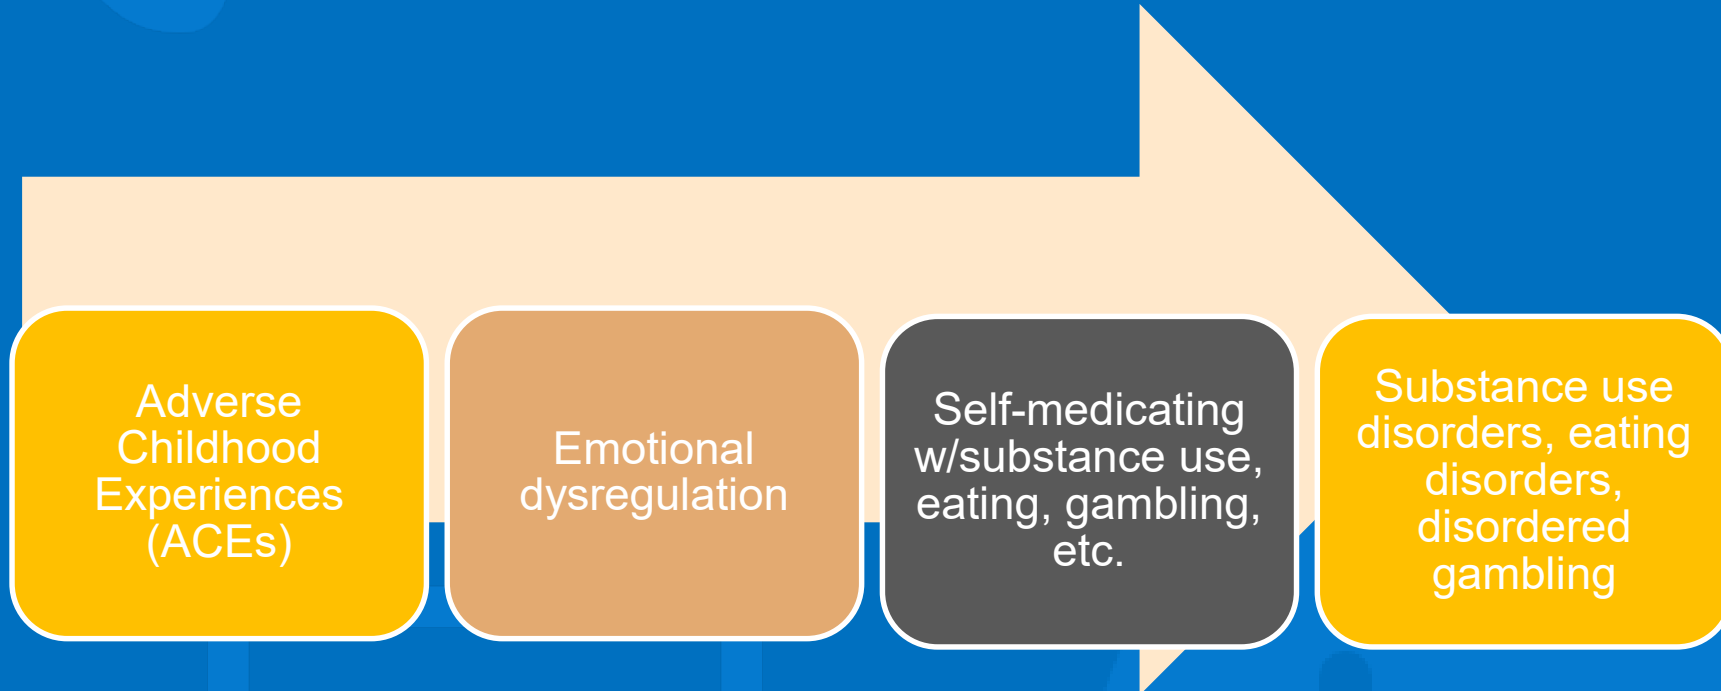 Adverse
Childhood
Experiences
(ACEs)
Emotional
dysregulation
Self-medicating
w/substance use,
eating, gambling,
etc.
Substance use
disorders, eating
disorders,
disordered
gambling